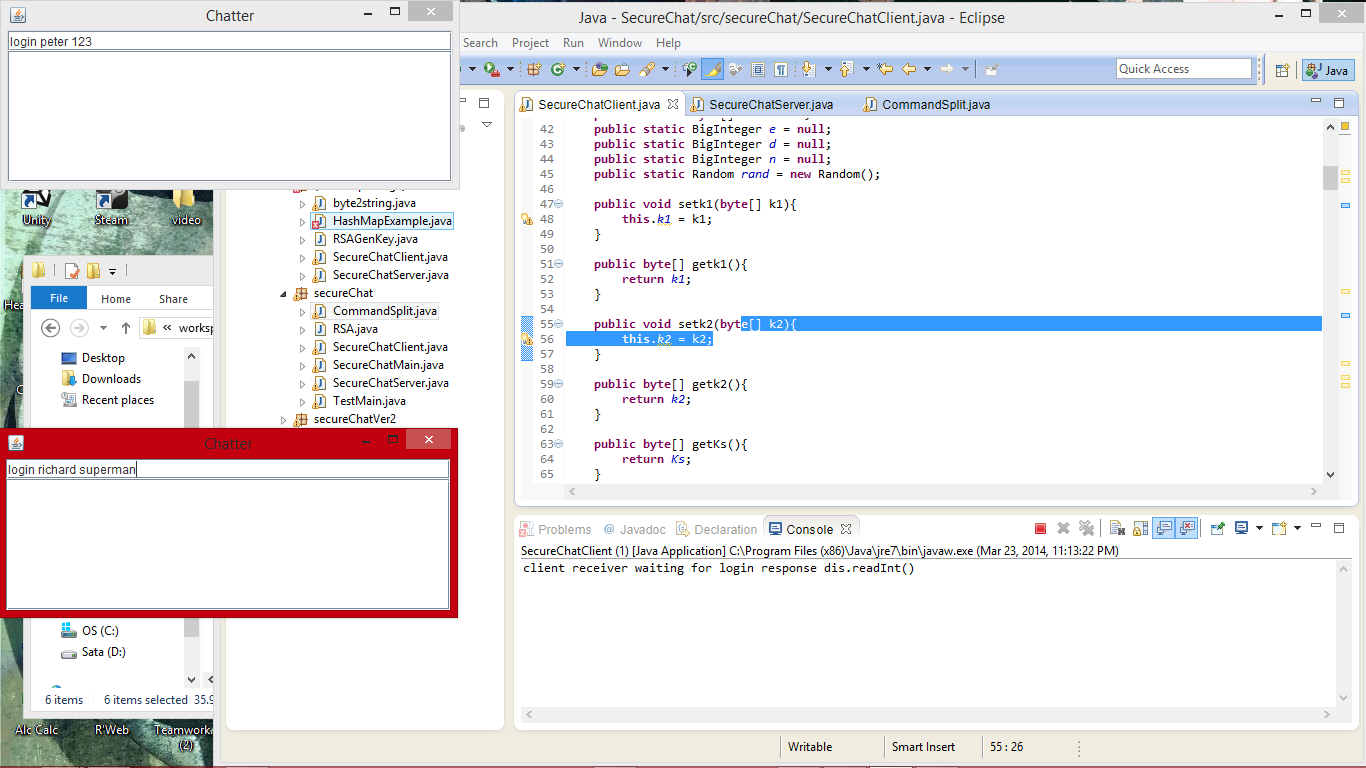 Chatter
login peter 123
Java - SecureChat/src/secureChat/SecureChatClient.java - Eclipse
Search Project Run Window Help
Quick Access
Java
Unity
Steam
video
File Home Share
Desktop
Downloads
Recent places
byte2string.java
HashMapExample.java
RSAGenKey.java
SecureChatClient.java
SecureChatServer.java
secureChat
CommandSplit.java
RSA.java
SecureChatClient.java
SecureChatMain.java
SecureChatServer.java
TestMain.java
secureChatVer2
Chatter
login richard superman
OS (C:)
Sata (D:)
6 items 6 items selected 35.9
Alc Calc
R'Web
Teamwork.
(2)
SecureChatClient.java SecureChatServer.java CommandSplit.java
42 public static BigInteger e = null;
43 public static BigInteger d = null;
44 public static BigInteger n = null;
45 public static Random rand = new Random();
46
47 public void setk1(byte[] k1){
48 this.k1 = k1;
49 }
50
51 public byte[] getk1(){
52 return k1;
53 }
54
55 public void setk2(byte[] k2){
56 this.k2 = k2;
57 }
58
59 public byte[] getk2(){
60 return k2;
61 }
62
63 public byte[] getKs(){
64 return Ks;
65 }
Problems @ Javadoc Declaration Console
SecureChatClient (1) [Java Application] C:\Program Files (x86)\Java\jre7\bin\javaw.exe (Mar 23, 2014, 11:13:22 PM)
client receiver waiting for login response dis.readInt()
Writable Smart Insert 55 : 26